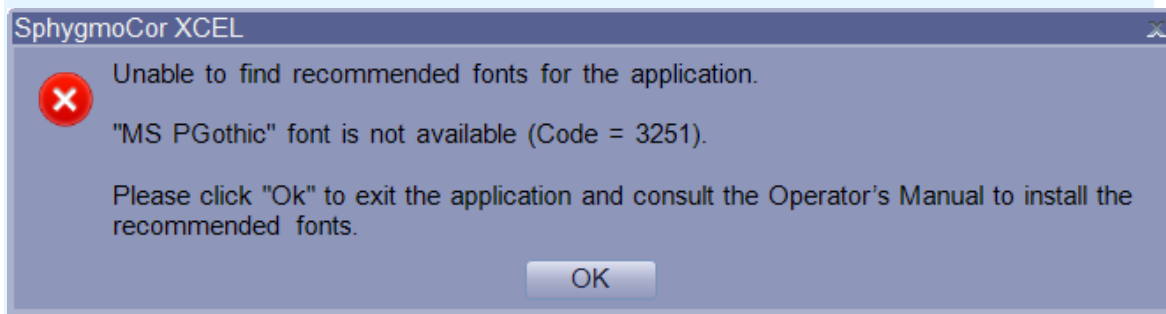 SphygmoCor XCEL
Unable to find recommended fonts for the application.
"MS PGothic" font is not available (Code = 3251).
Please click "Ok" to exit the application and consult the Operator’s Manual to install the
recommended fonts.
OK